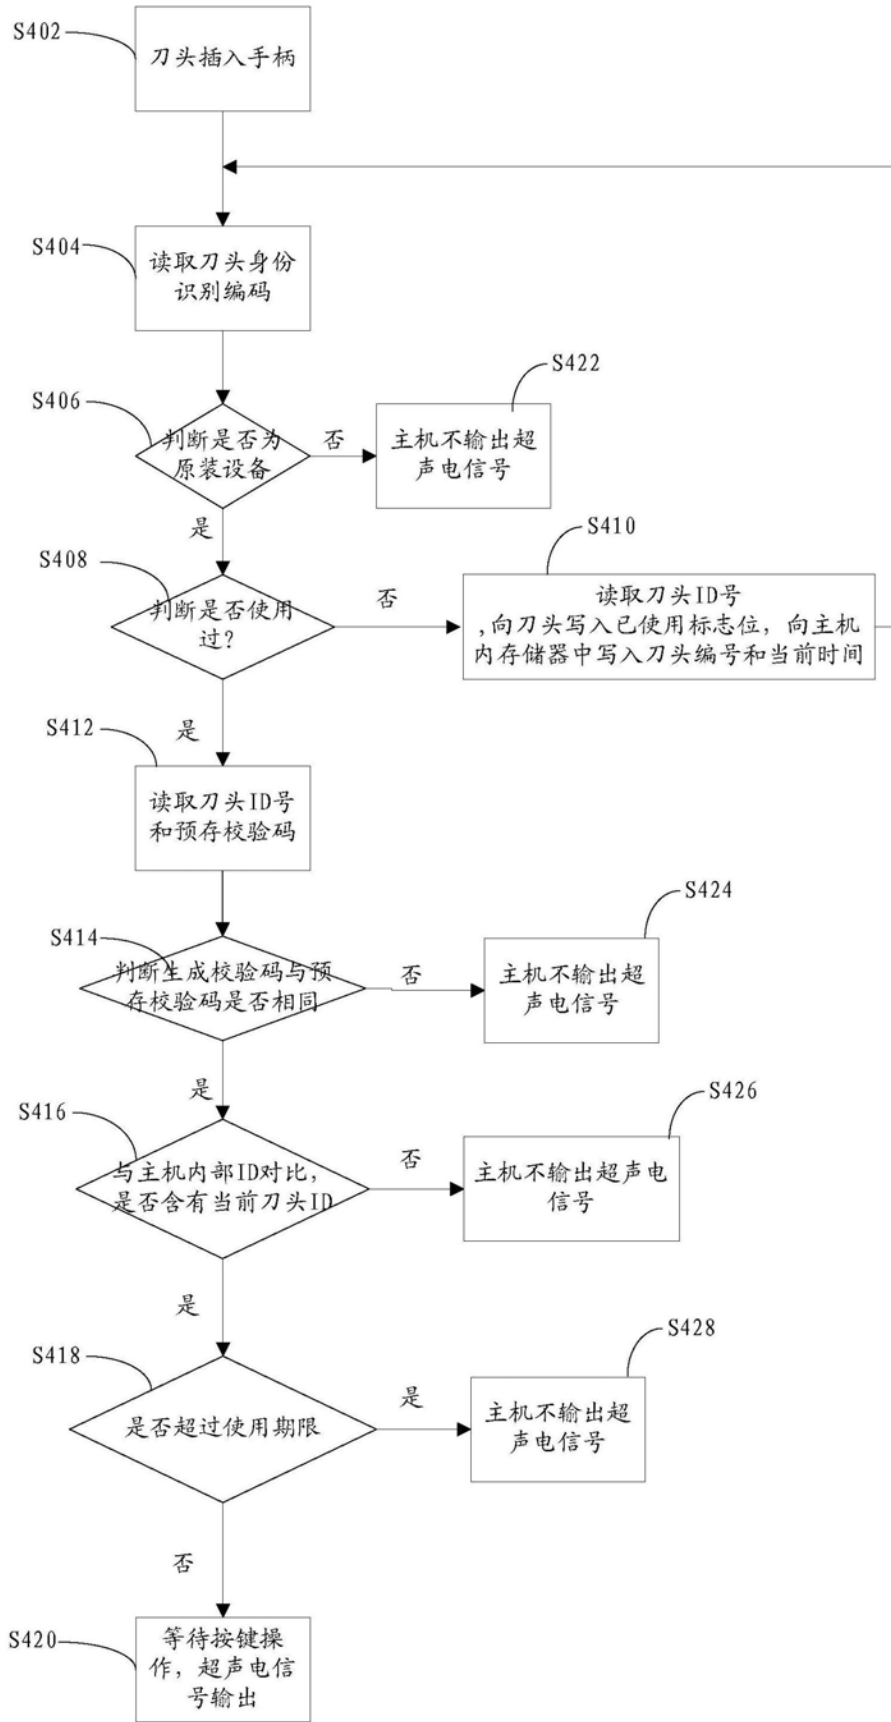 S402
刀头插入手柄
S404
读取刀头身份
识别编码
S422
S406
判断是否为
原装设备
否
主机不输出超
声电信号
是
S410
S408
判断是否使用
过？
否
读取刀头ID号
,向刀头写入已使用标志位，向主机
内存储器中写入刀头编号和当前时间
是
S412
读取刀头ID号
和预存校验码
S424
S414
判断生成校验码与预
存校验码是否相同
否
主机不输出超
声电信号
是
S426
S416
与主机内部ID对比，
是否含有当前刀头ID
否
主机不输出超声电
信号
是
S428
S418
是否超过使用期限
是
主机不输出超
声电信号
否
S420
等待按键操
作，超声电信
号输出